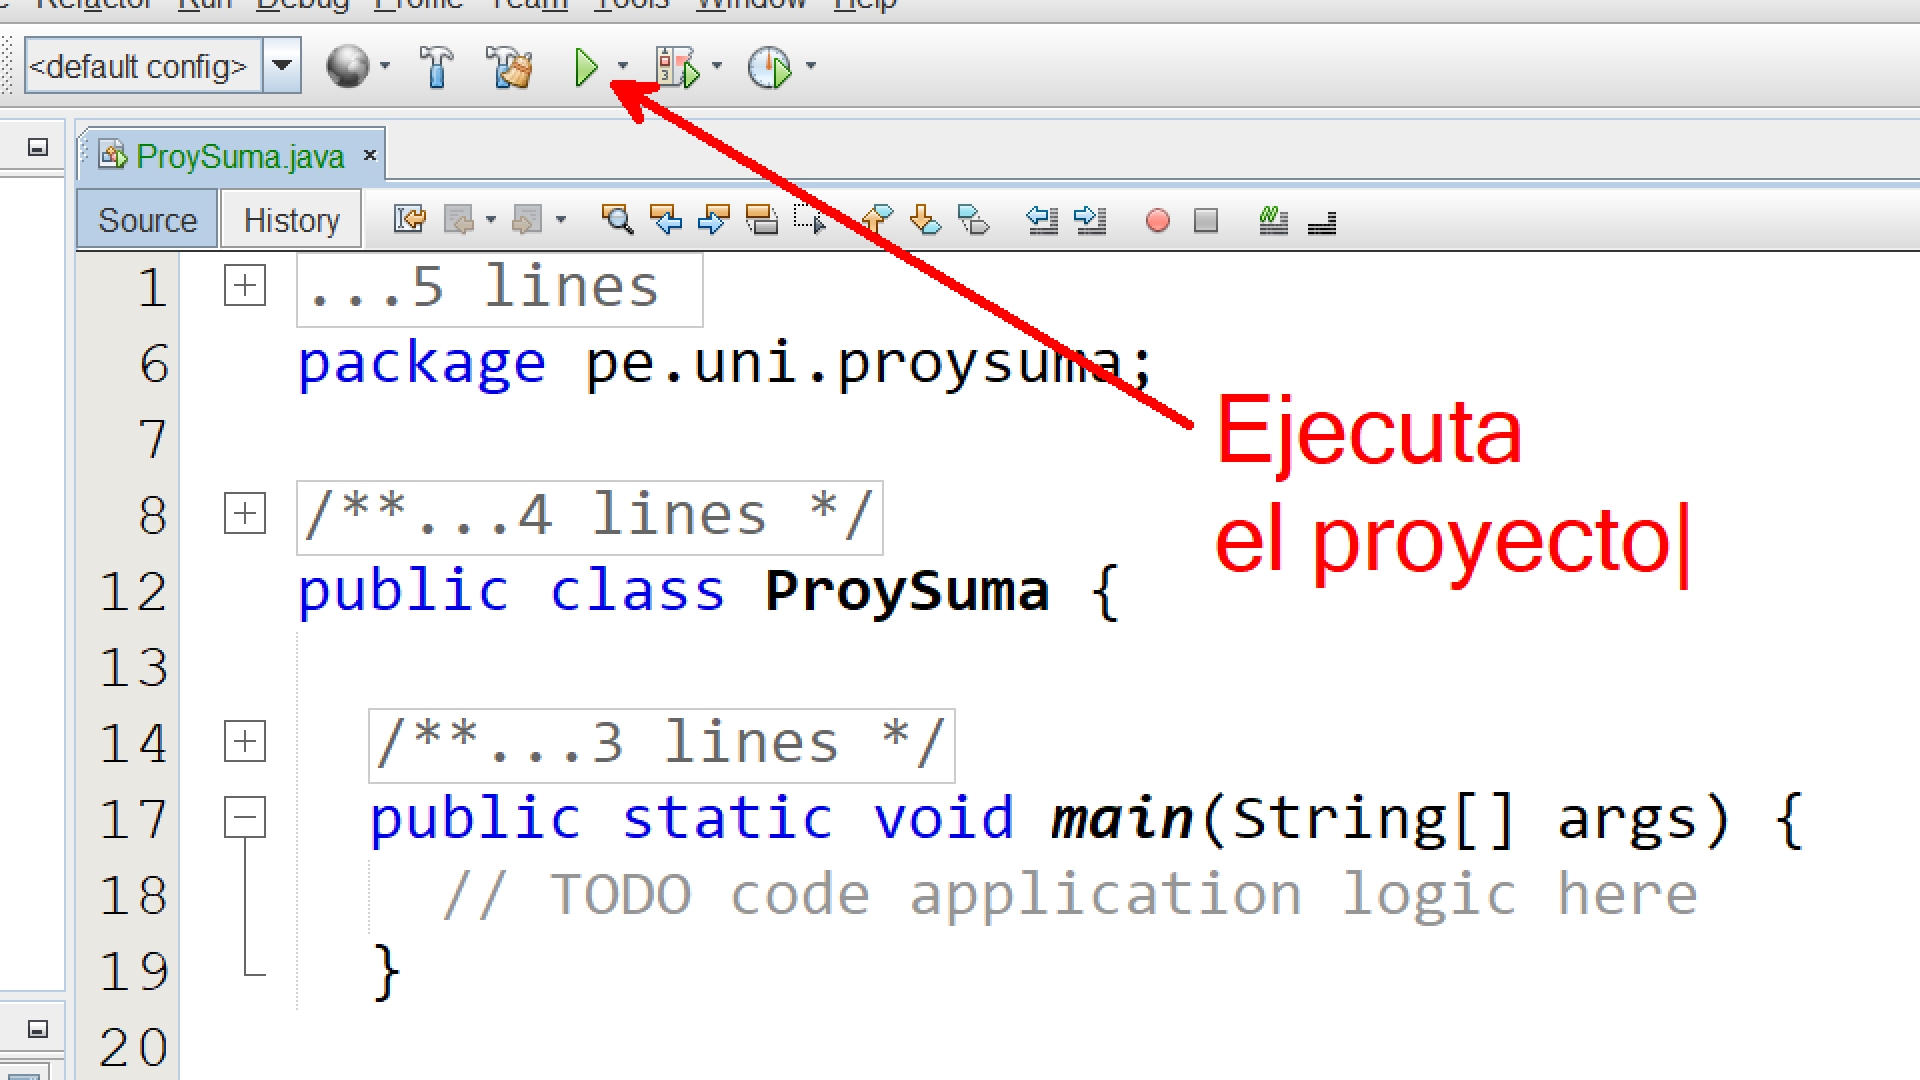 Refactor Run Debug Profile Team Tools Window Help
<default config>
ProySuma.java ×
Source History
1 ...5 lines
6 package pe.uni.proysuma;
7
8 /**...4 lines */
12 public class ProySuma {
13
14 /**...3 lines */
17 public static void main(String[] args) {
18 // TODO code application logic here
19 }
20
Ejecuta
el proyecto